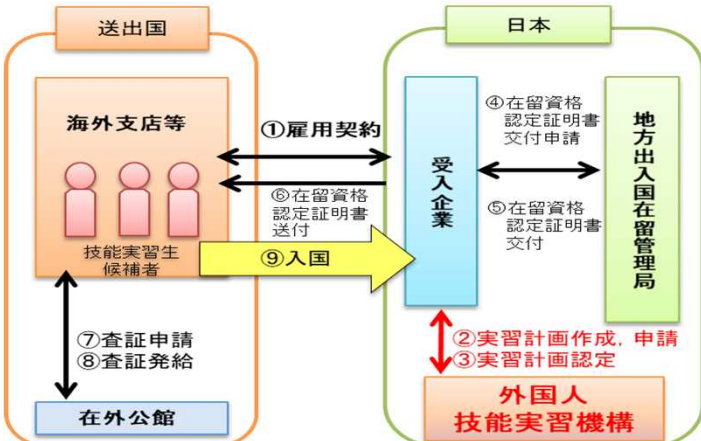 送出国
日本
海外支店等
技能実習生
候補者
①雇用契約
⑥在留資格
認定証明書
送付
⑨入国
⑦査証申請
⑧査証発給
在外公館
受入企業
④在留資格
認定証明書
交付申請
⑤在留資格
認定証明書
交付
地方出入国在留管理局
②実習計画作成，申請
③実習計画認定
外国人
技能実習機構